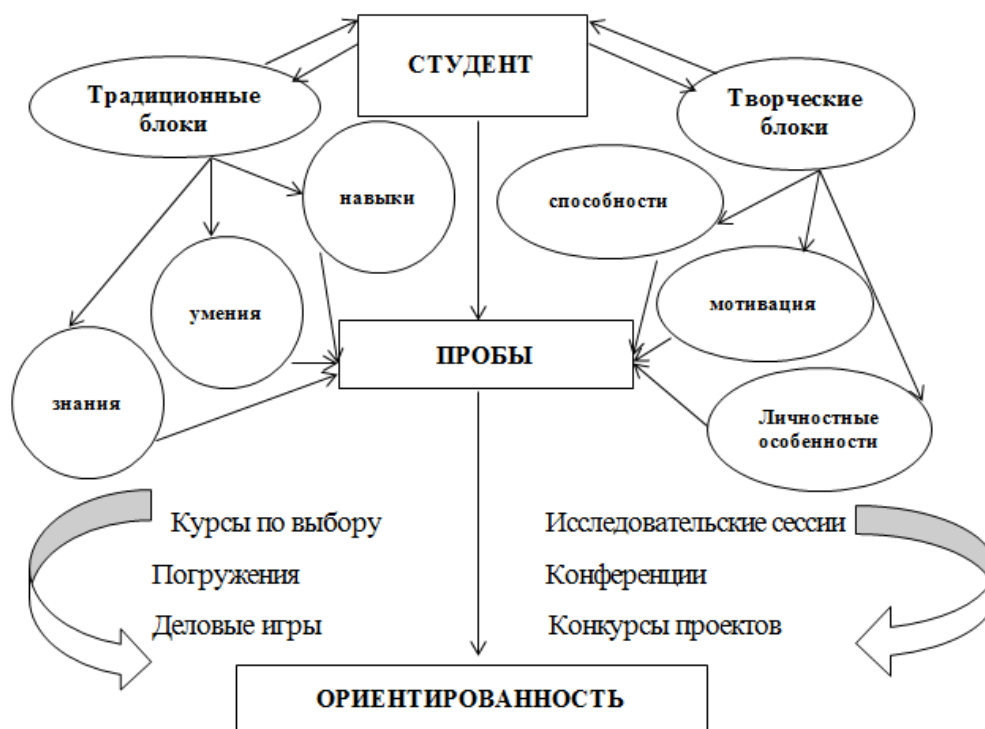 СТУДЕНТ
Традиционные
блоки
Творческие
блоки
навыки
способности
умения
мотивация
ПРОБЫ
знания
Личностные
особенности
Курсы по выбору
Исследовательские сессии
Погружения
Конференции
Деловые игры
Конкурсы проектов
ОРИЕНТИРОВАННОСТЬ